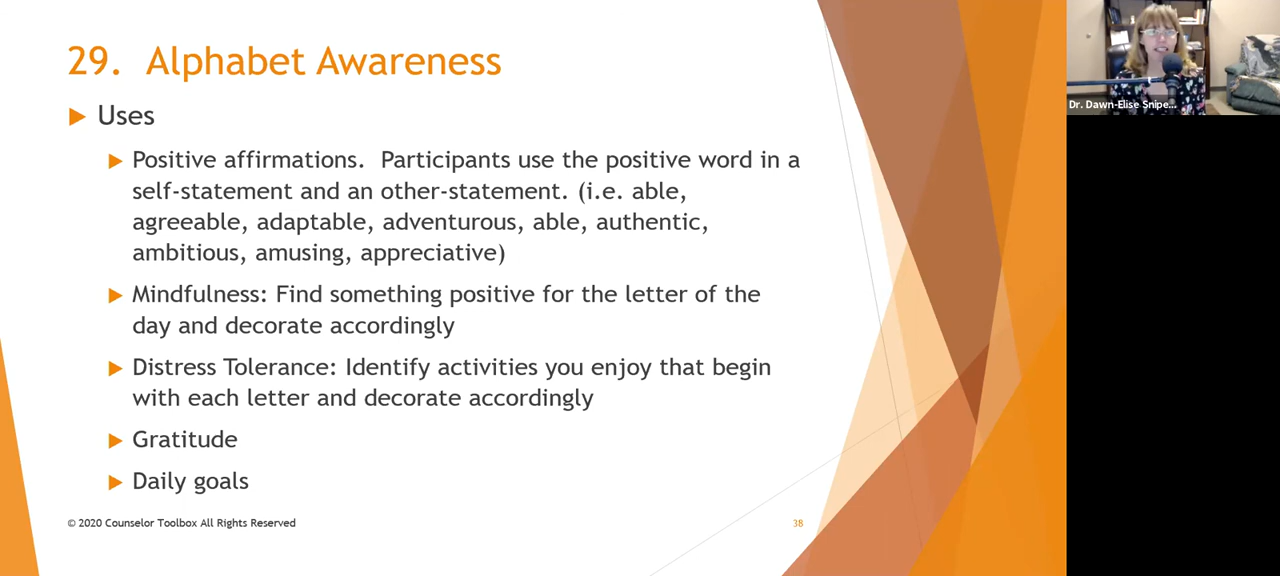 29. Alphabet Awareness
Uses
Positive affirmations. Participants use the positive word in a
self-statement and an other-statement. (i.e. able,
agreeable, adaptable, adventurous, able, authentic,
ambitious, amusing, appreciative)
Mindfulness: Find something positive for the letter of the
day and decorate accordingly
Distress Tolerance: Identify activities you enjoy that begin
with each letter and decorate accordingly
Gratitude
Daily goals
© 2020 Counselor Toolbox All Rights Reserved
38
Dr. Dawn-Elise Snipe...